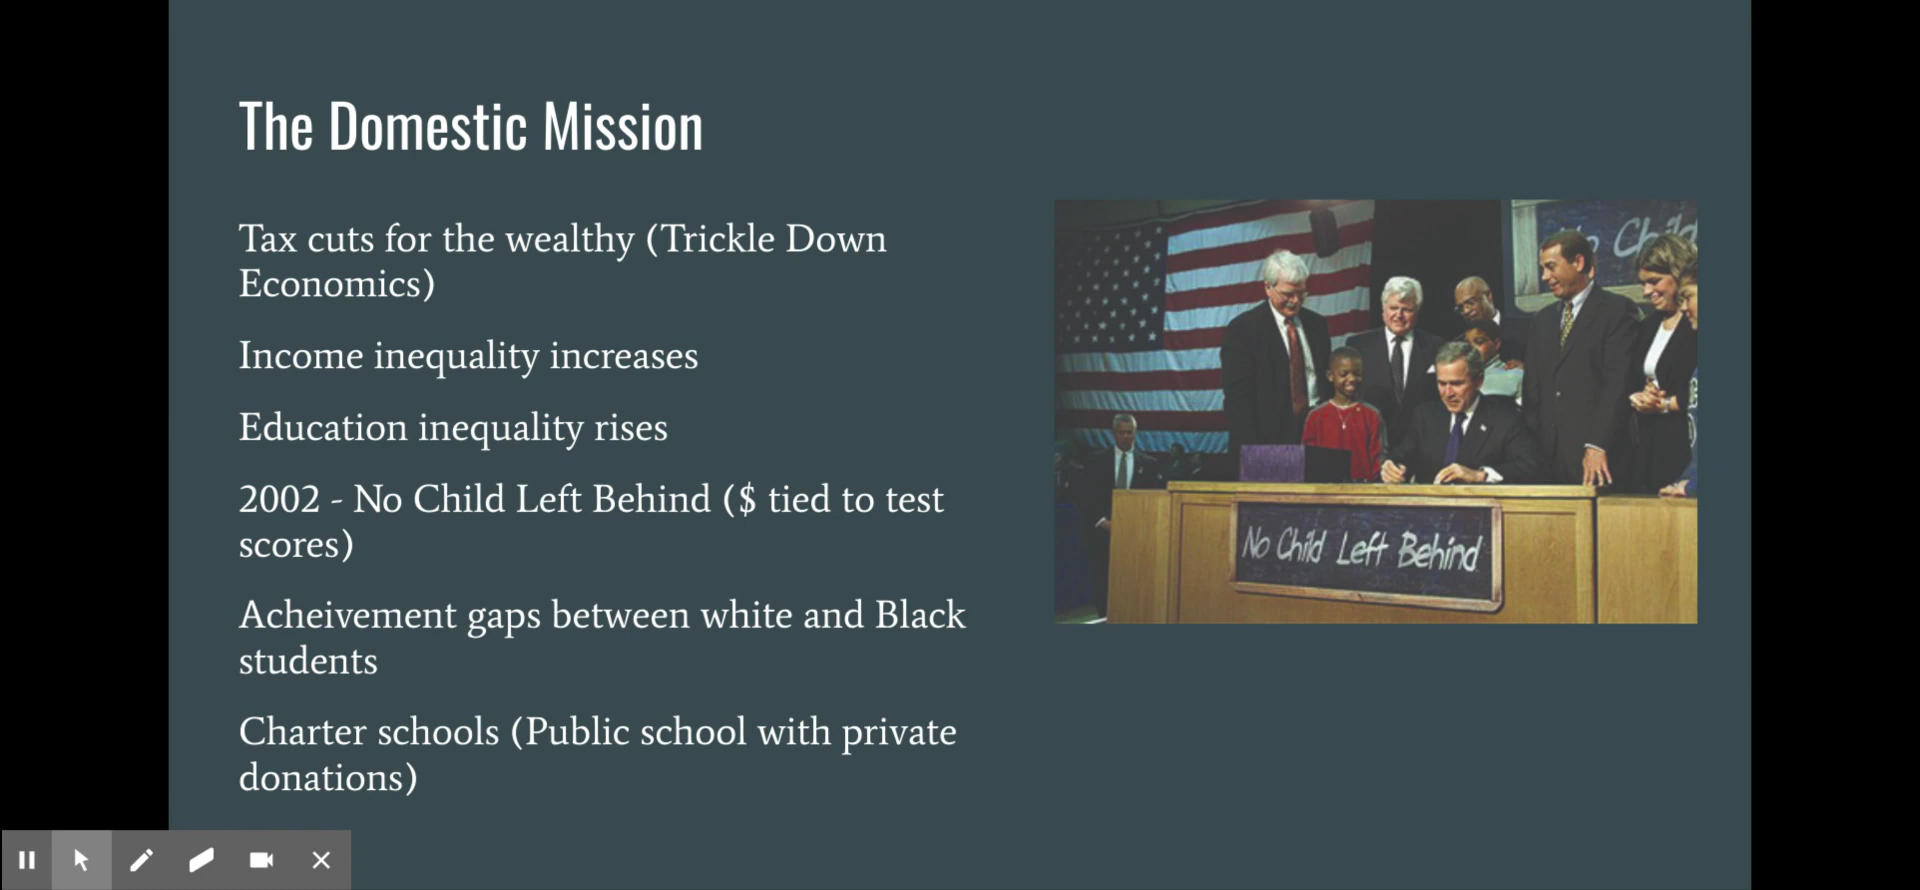 The Domestic Mission
Tax cuts for the wealthy (Trickle Down
Economics)
Income inequality increases
Education inequality rises
2002 - No Child Left Behind ($ tied to test
scores)
Acheivement gaps between white and Black
students
Charter schools (Public school with private
donations)
No Child
No Child Left Behind